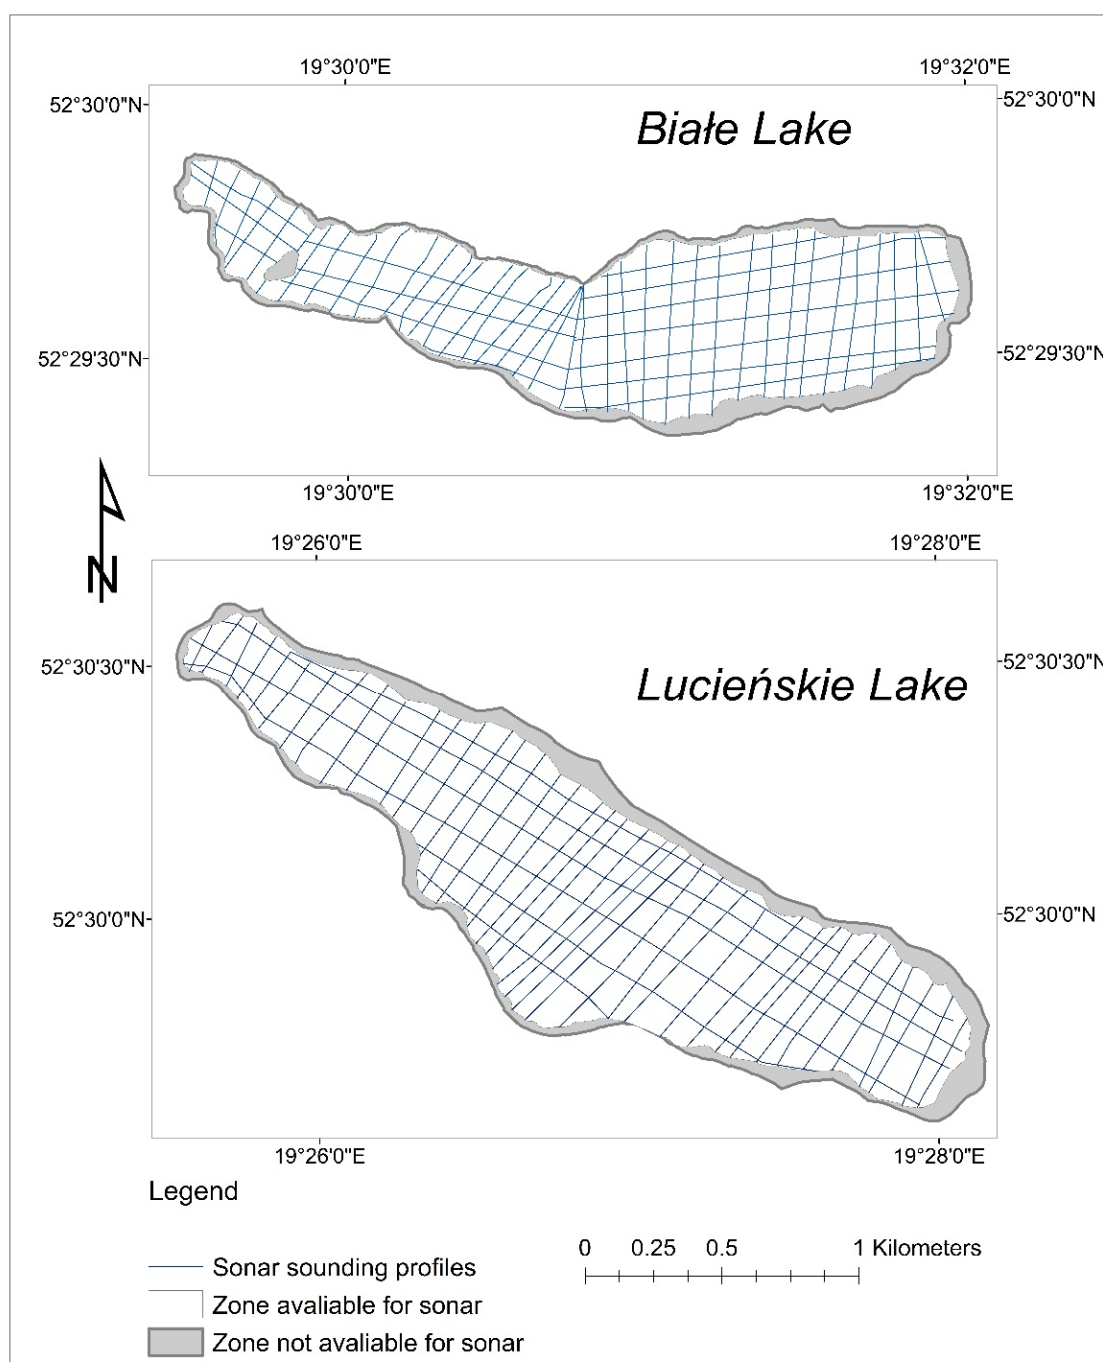 19°30'0"E 19°32'0"E
52°30'0"N 52°30'0"N
Białe Lake
52°29'30"N 52°29'30"N
19°30'0"E 19°32'0"E
N
19°26'0"E 19°28'0"E
52°30'30"N 52°30'30"N
Lucieńskie Lake
52°30'0"N 52°30'0"N
19°26'0"E 19°28'0"E
Legend
0 0.25 0.5 1 Kilometers
Sonar sounding profiles
Zone avaliable for sonar
Zone not avaliable for sonar